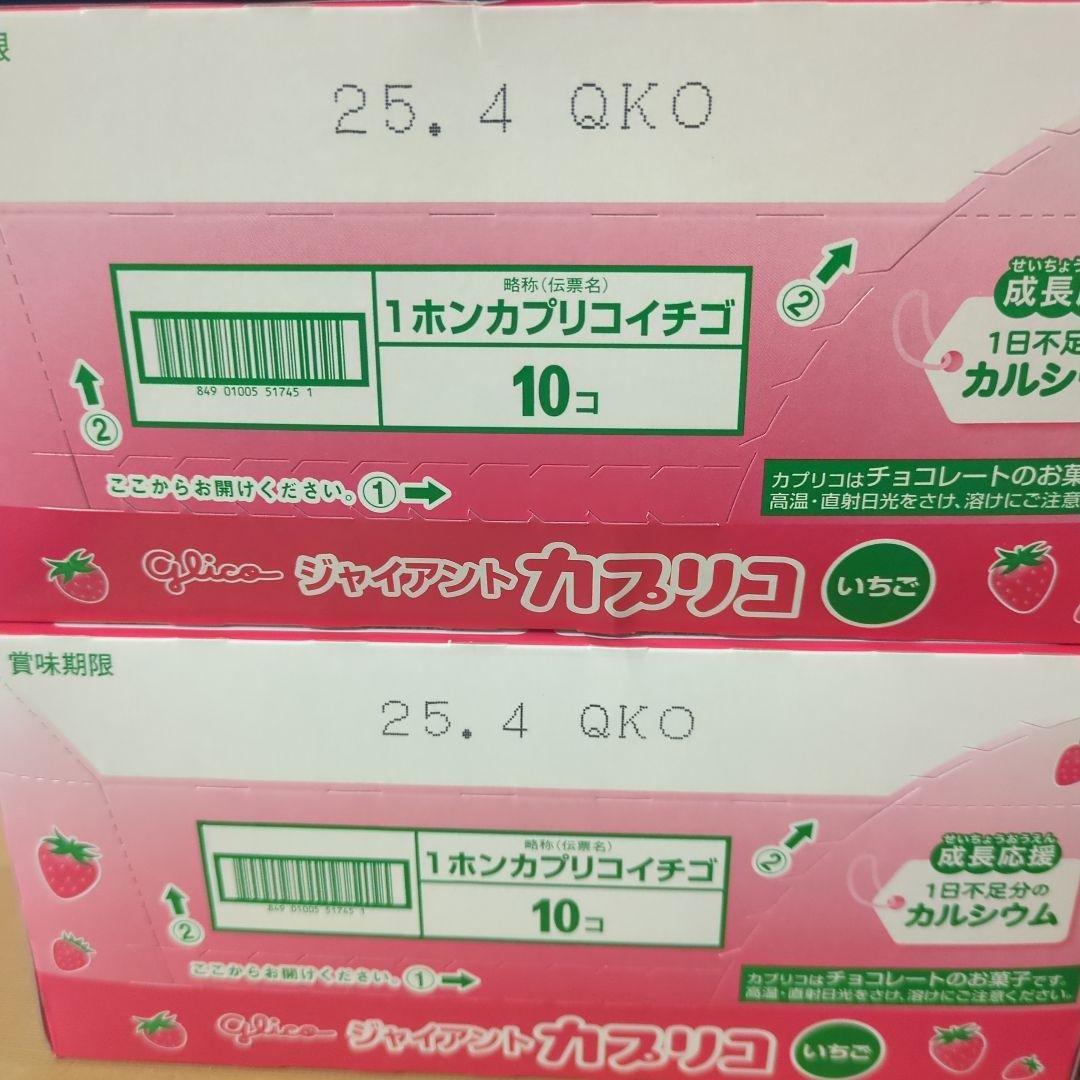 限
25.4 QKO
略称（伝票名）
1ホンカプリコイチゴ
849 01005 51745 1
10コ
②
②
せいちょう
成長
1日不足
カルシ
ここからお開けください。①
カプリコはチョコレートのお菓
高温・直射日光をさけ、溶けにご注意
glico ジャイアントカプリコ いちご
賞味期限
25.4 QKO
略称（伝票名）
1ホンカプリコイチゴ
849 01005 51745 1
10コ
②
②
せいちょうおうえん
成長応援
1日不足分の
カルシウム
ここからお開けください。①
カプリコはチョコレートのお菓子です。
高温・直射日光をさけ、溶けにご注意ください。
glico ジャイアントカプリコ いちご